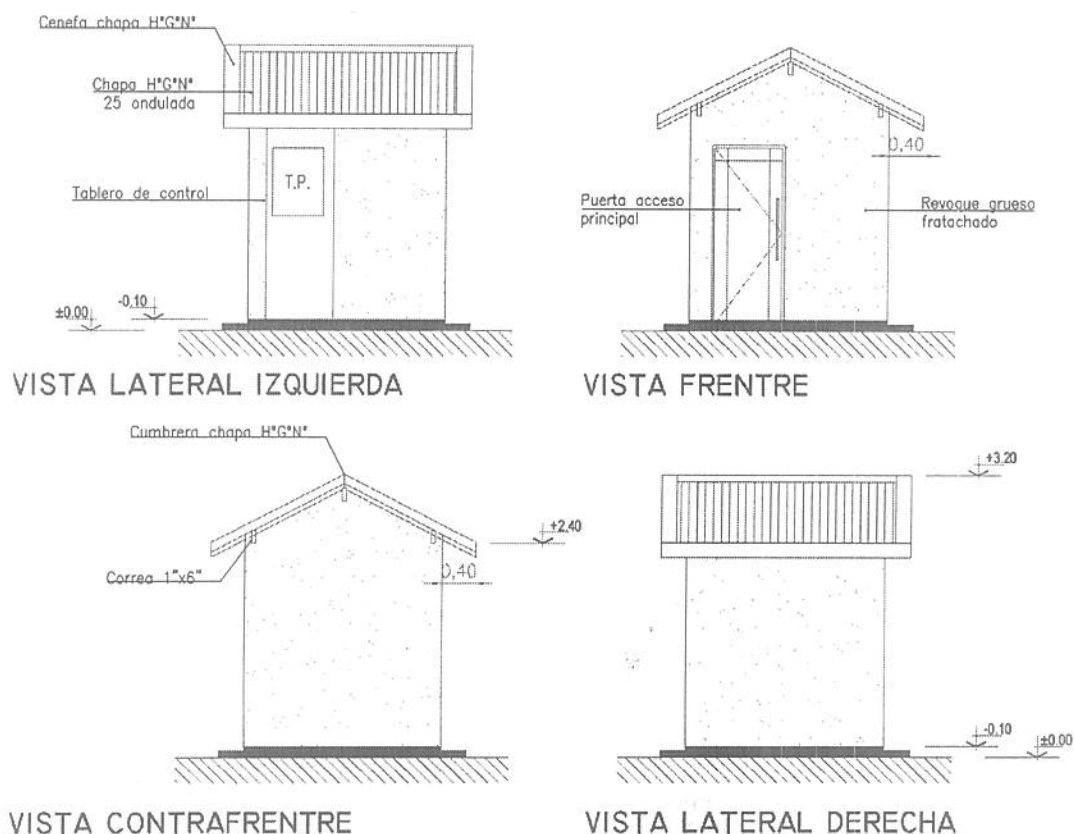 Cenefa chapa H°G°N°
Chapa H°G°N°
25 ondulada
Tablero de control
T.P.
±0.00
-0,10
VISTA LATERAL IZQUIERDA
0,40
Puerta acceso
principal
Revoque grueso
fratachado
VISTA FRENTRE
Cumbrera chapa H°G°N°
+2,40
Correa 1"x6"
0,40
VISTA CONTRAFRENTRE
+3.20
-0,10
±0.00
VISTA LATERAL DERECHA